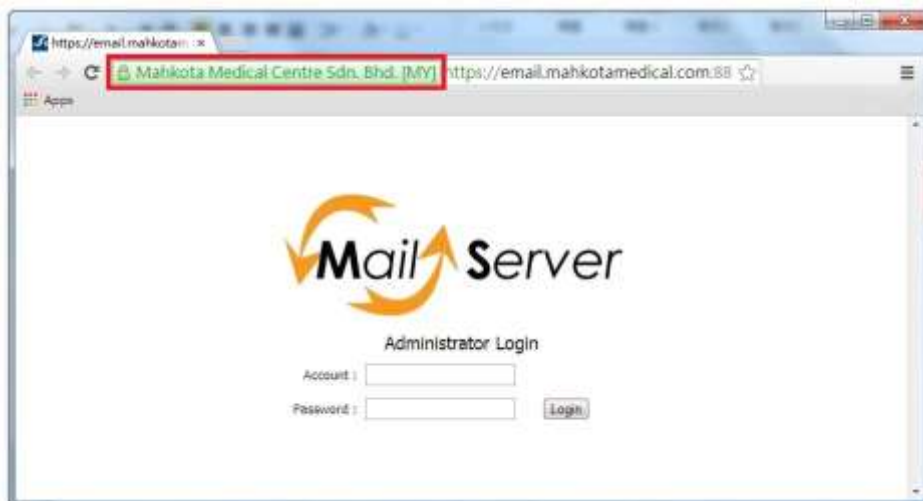 https://email.mahkotam
Mahkota Medical Centre Sdn. Bhd. [MY] https://email.mahkotamedical.com:88
Apps
Mail Server
Administrator Login
Account :
Password : Login